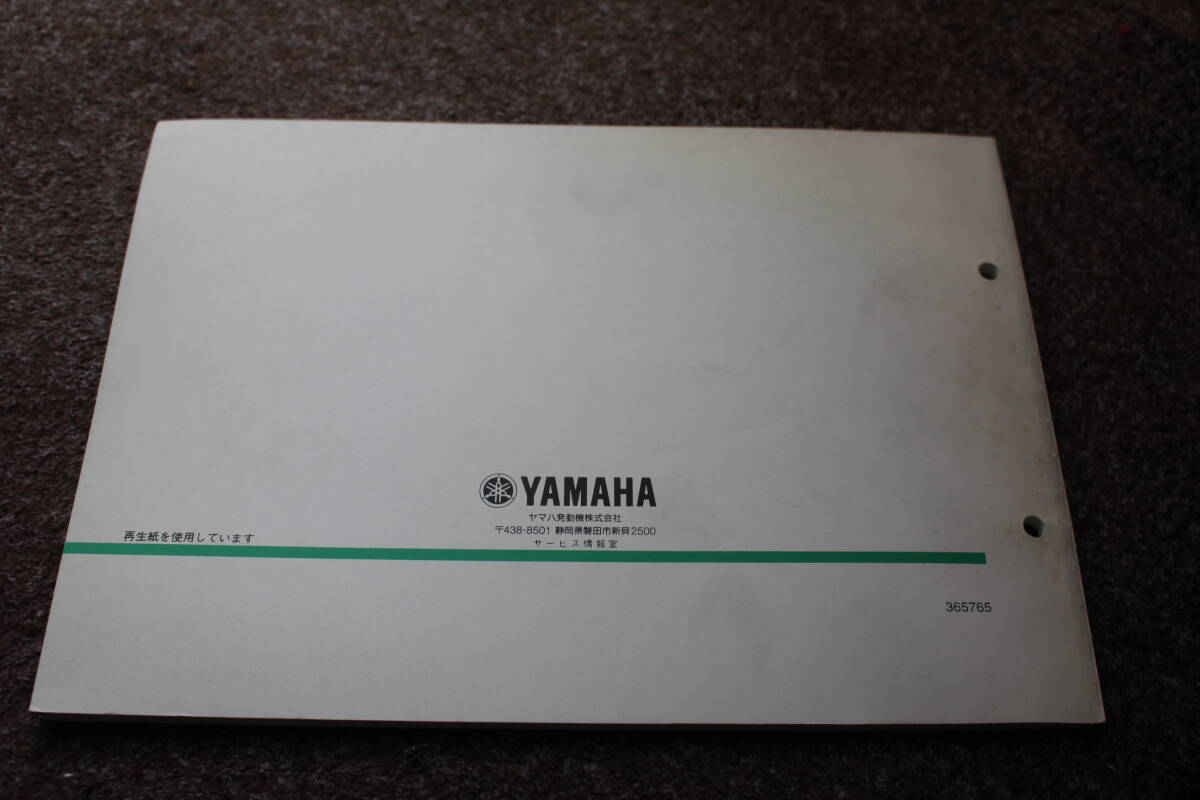 YAMAHA
ヤマハ発動機株式会社
〒438-8501 静岡県磐田市新貝2500
サービス情報室
再生紙を使用しています
365765